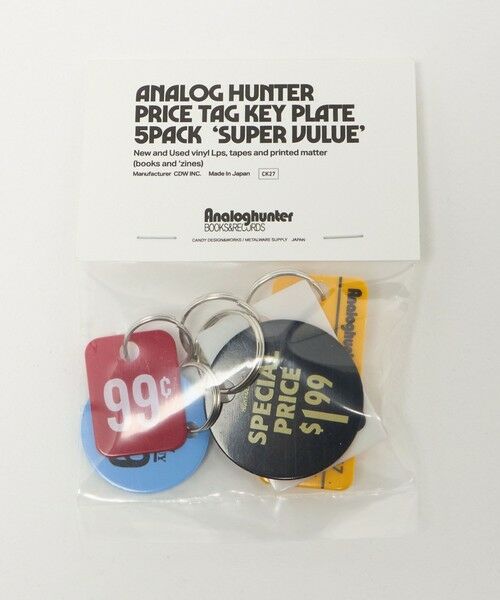 ANALOG HUNTER
PRICE TAG KEY PLATE
5PACK 'SUPER VULUE'
New and Used vinyl Lps, tapes and printed matter
(books and 'zines)
Manufacturer CDW INC. Made In Japan CK27
Analoghunter
BOOKS&RECORDS
CANDY DESIGN&WORKS / METALWARE SUPPLY JAPAN
Analoghunter
99¢
SPECIAL
PRICE
$1.99